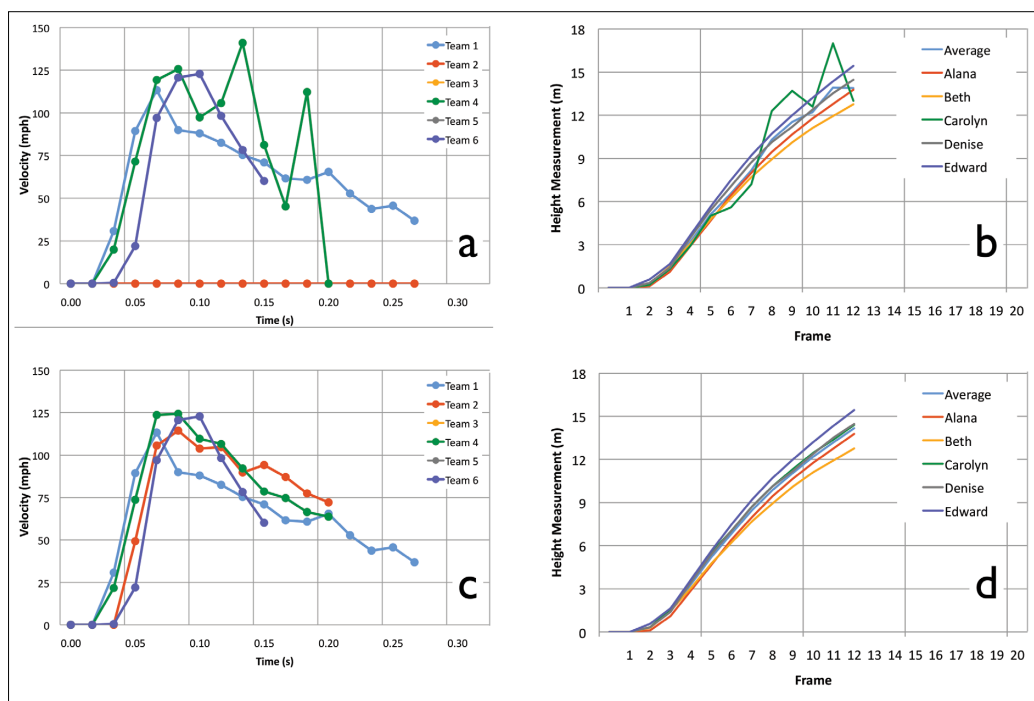 150
125
100
75
50
25
0
Velocity (mph)
0.00 0.05 0.10 0.15 0.20 0.25 0.30
Time (s)
Team 1
Team 2
Team 3
Team 4
Team 5
Team 6
a
18
15
12
9
6
3
0
Height Measurement (m)
1 2 3 4 5 6 7 8 9 10 11 12 13 14 15 16 17 18 19 20
Frame
Average
Alana
Beth
Carolyn
Denise
Edward
b
150
125
100
75
50
25
0
Velocity (mph)
0.00 0.05 0.10 0.15 0.20 0.25 0.30
Time (s)
Team 1
Team 2
Team 3
Team 4
Team 5
Team 6
c
18
15
12
9
6
3
0
Height Measurement (m)
1 2 3 4 5 6 7 8 9 10 11 12 13 14 15 16 17 18 19 20
Frame
Average
Alana
Beth
Carolyn
Denise
Edward
d